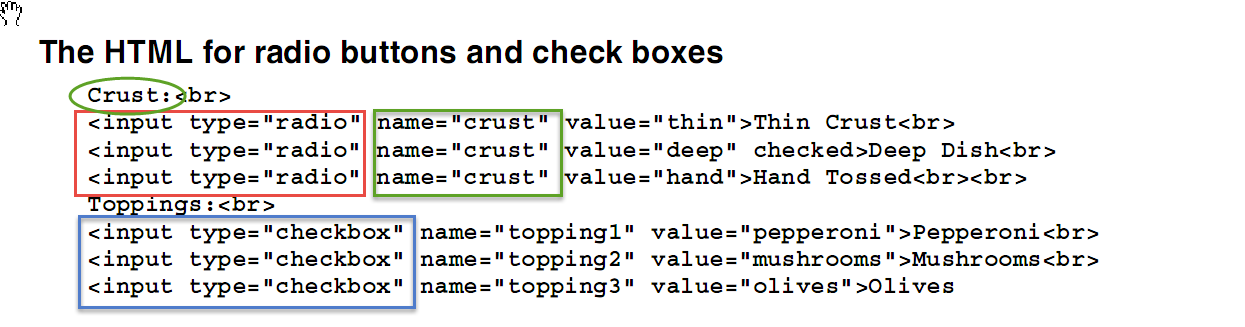 The HTML for radio buttons and check boxes
Crust:<br>
<input type="radio" name="crust" value="thin">Thin Crust<br>
<input type="radio" name="crust" value="deep" checked>Deep Dish<br>
<input type="radio" name="crust" value="hand">Hand Tossed<br><br>
Toppings:<br>
<input type="checkbox" name="topping1" value="pepperoni">Pepperoni<br>
<input type="checkbox" name="topping2" value="mushrooms">Mushrooms<br>
<input type="checkbox" name="topping3" value="olives">Olives